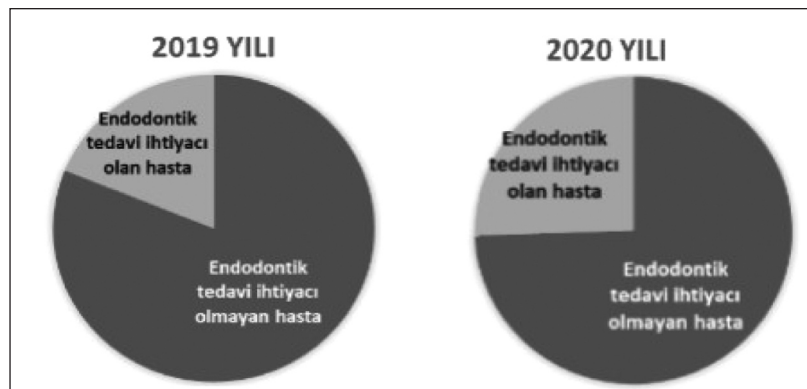 2019 YILI
Endodontik
tedavi ihtiyacı
olan hasta
Endodontik
tedavi ihtiyacı
olmayan hasta
2020 YILI
Endodontik
tedavi ihtiyacı
olan hasta
Endodontik
tedavi ihtiyacı
olmayan hasta